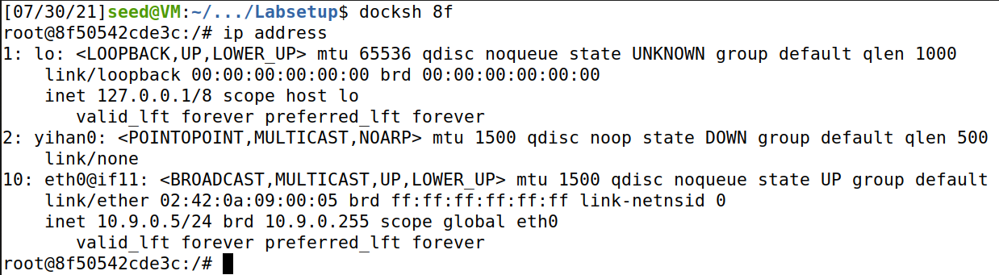 [07/30/21]seed@VM:~/.../Labsetup$ docksh 8f
root@8f50542cde3c:/# ip address
1: lo: <LOOPBACK,UP,LOWER_UP> mtu 65536 qdisc noqueue state UNKNOWN group default qlen 1000
    link/loopback 00:00:00:00:00:00 brd 00:00:00:00:00:00
    inet 127.0.0.1/8 scope host lo
       valid_lft forever preferred_lft forever
2: yihan0: <POINTOPOINT,MULTICAST,NOARP> mtu 1500 qdisc noop state DOWN group default qlen 500
    link/none
10: eth0@if11: <BROADCAST,MULTICAST,UP,LOWER_UP> mtu 1500 qdisc noqueue state UP group default
    link/ether 02:42:0a:09:00:05 brd ff:ff:ff:ff:ff:ff link-netnsid 0
    inet 10.9.0.5/24 brd 10.9.0.255 scope global eth0
       valid_lft forever preferred_lft forever
root@8f50542cde3c:/#